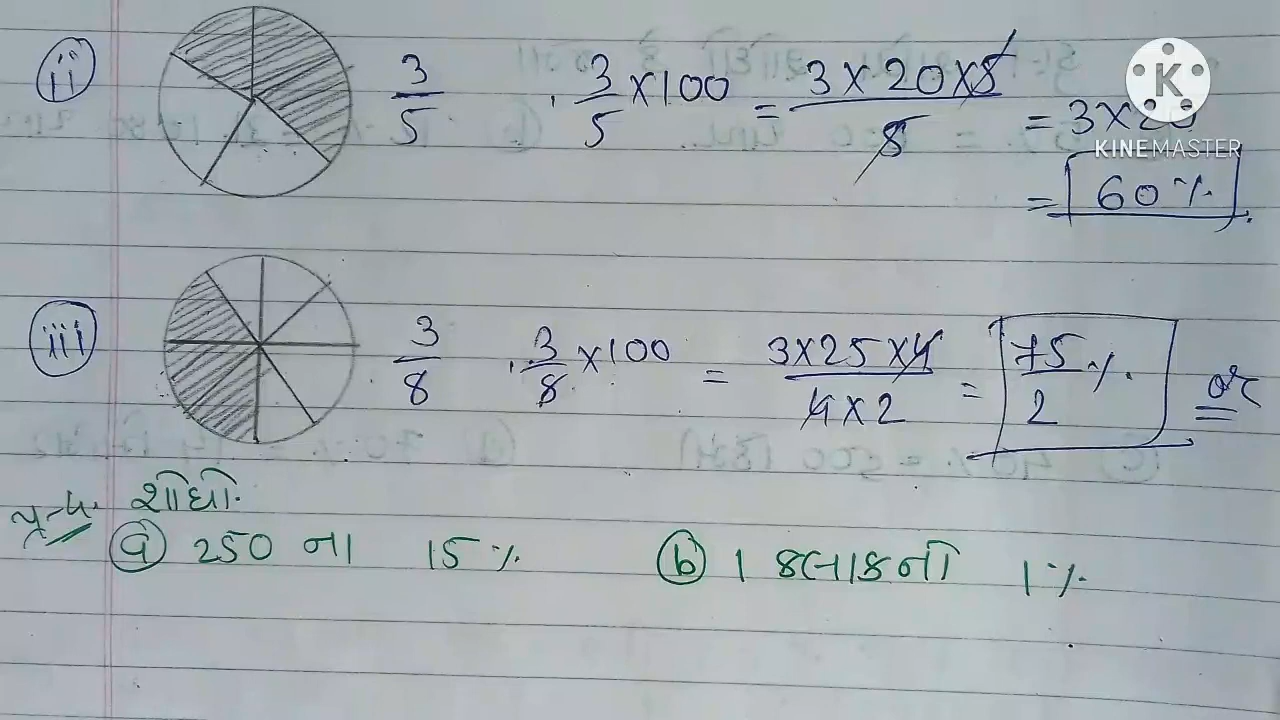 ii 3/5 . 3/5 × 100 = 3 × 20 × 5 / 5 = 3 × 20
= 60 %.
K
KINEMASTER
iii 3/8 . 3/8 × 100 = 3 × 25 × 4 / 4 × 2 = 75/2 % or
પ્ર-૫. શોધો.
a 250 ના 15 %
b 1 કલાકની 1 %